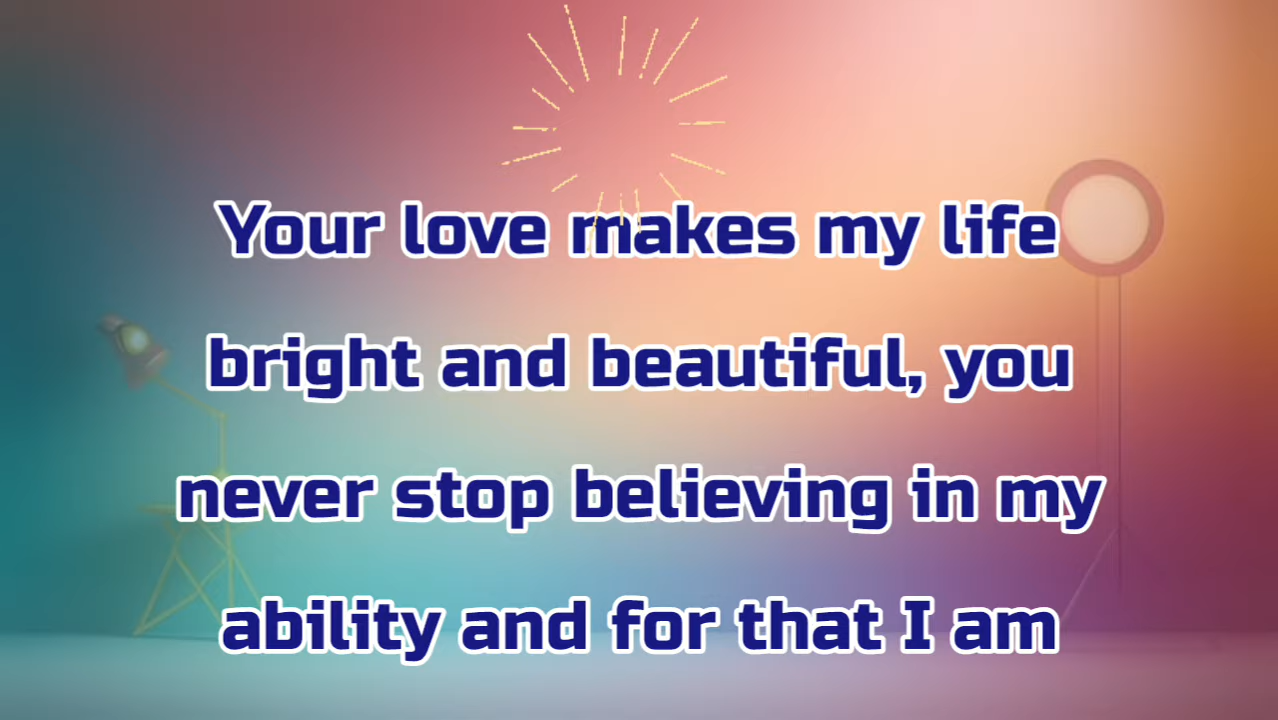 Your love makes my life
bright and beautiful, you
never stop believing in my
ability and for that I am